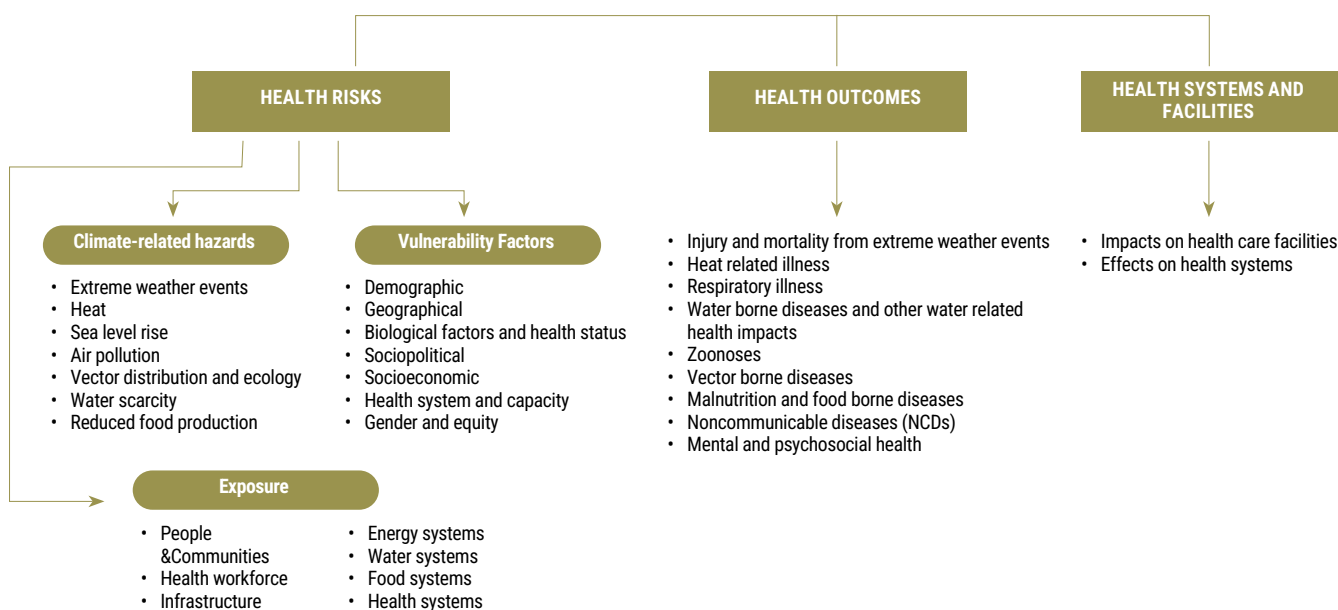 HEALTH RISKS
HEALTH OUTCOMES
HEALTH SYSTEMS AND
FACILITIES
Climate-related hazards
• Extreme weather events
• Heat
• Sea level rise
• Air pollution
• Vector distribution and ecology
• Water scarcity
• Reduced food production
Vulnerability Factors
• Demographic
• Geographical
• Biological factors and health status
• Sociopolitical
• Socioeconomic
• Health system and capacity
• Gender and equity
• Injury and mortality from extreme weather events
• Heat related illness
• Respiratory illness
• Water borne diseases and other water related
health impacts
• Zoonoses
• Vector borne diseases
• Malnutrition and food borne diseases
• Noncommunicable diseases (NCDs)
• Mental and psychosocial health
• Impacts on health care facilities
• Effects on health systems
Exposure
• People
&Communities
• Health workforce
• Infrastructure
• Energy systems
• Water systems
• Food systems
• Health systems